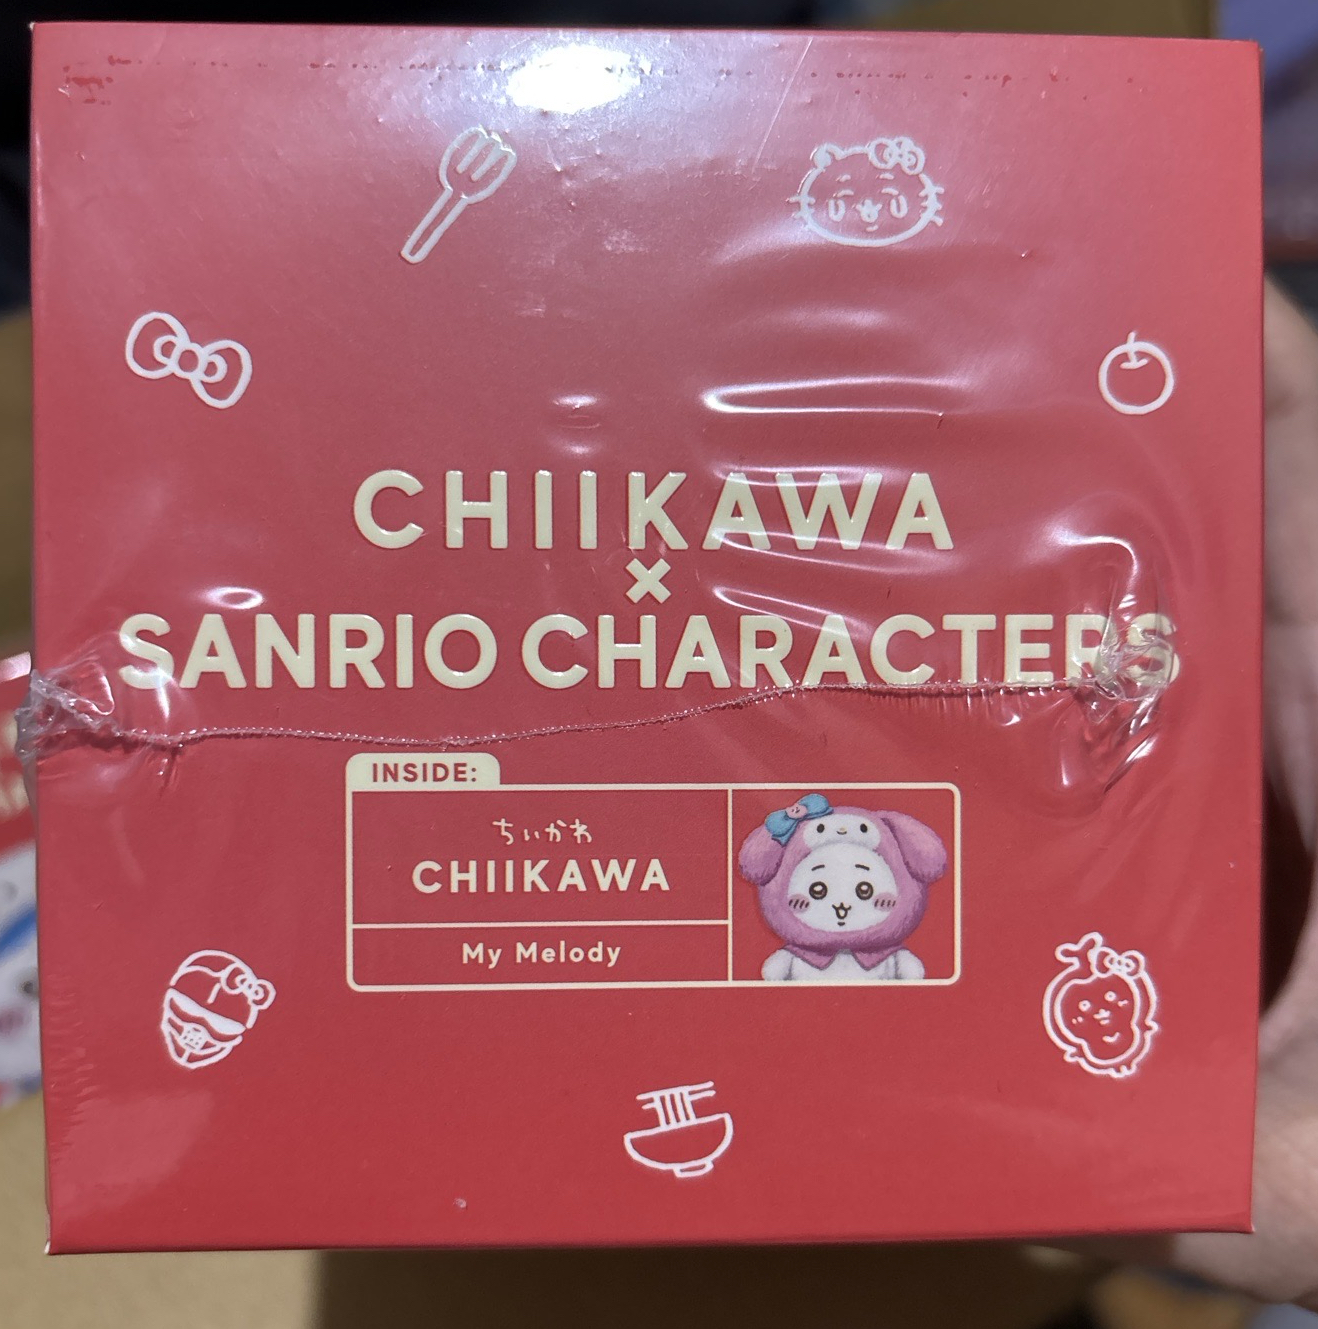 CHIIKAWA
×
SANRIO CHARACTERS
INSIDE:
ちいかわ
CHIIKAWA
My Melody